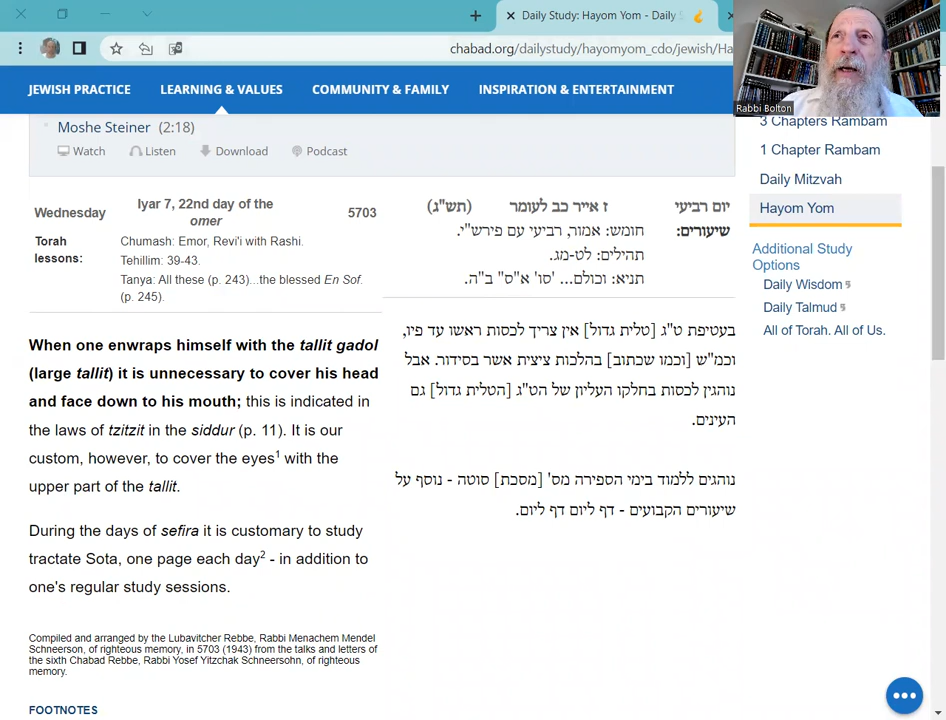 Daily Study: Hayom Yom - Daily
chabad.org/dailystudy/hayomyom_cdo/jewish/Ha
Rabbi Bolton
JEWISH PRACTICE LEARNING & VALUES COMMUNITY & FAMILY INSPIRATION & ENTERTAINMENT
Moshe Steiner (2:18)
Watch Listen Download Podcast
Wednesday
Iyar 7, 22nd day of the
omer
5703
Torah
lessons:
Chumash: Emor, Revi'i with Rashi.
Tehillim: 39-43.
Tanya: All these (p. 243)...the blessed En Sof.
(p. 245).
When one enwraps himself with the tallit gadol
(large tallit) it is unnecessary to cover his head
and face down to his mouth; this is indicated in
the laws of tzitzit in the siddur (p. 11). It is our
custom, however, to cover the eyes1 with the
upper part of the tallit.
During the days of sefira it is customary to study
tractate Sota, one page each day2 - in addition to
one's regular study sessions.
Compiled and arranged by the Lubavitcher Rebbe, Rabbi Menachem Mendel
Schneerson, of righteous memory, in 5703 (1943) from the talks and letters of
the sixth Chabad Rebbe, Rabbi Yosef Yitzchak Schneersohn, of righteous
memory.
FOOTNOTES
יום רביעי ז אייר כב לעומר (תש"ג)
שיעורים: חומש: אמור, רביעי עם פירש"י.
תהילים: לט-מג.
תניא: וכולם... 'סו' א"ס" ב"ה.
בעטיפת ט"ג [טלית גדול] אין צריך לכסות ראשו עד פיו,
וכמ"ש [וכמו שכתוב] בהלכות ציצית אשר בסידור. אבל
נוהגין לכסות בחלקו העליון של הט"ג [הטלית גדול] גם
העינים.
נוהגים ללמוד בימי הספירה מס' [מסכת] סוטה - נוסף על
שיעורים הקבועים - דף ליום דף ליום.
3 Chapters Rambam
1 Chapter Rambam
Daily Mitzvah
Hayom Yom
Additional Study
Options
Daily Wisdom
Daily Talmud
All of Torah. All of Us.